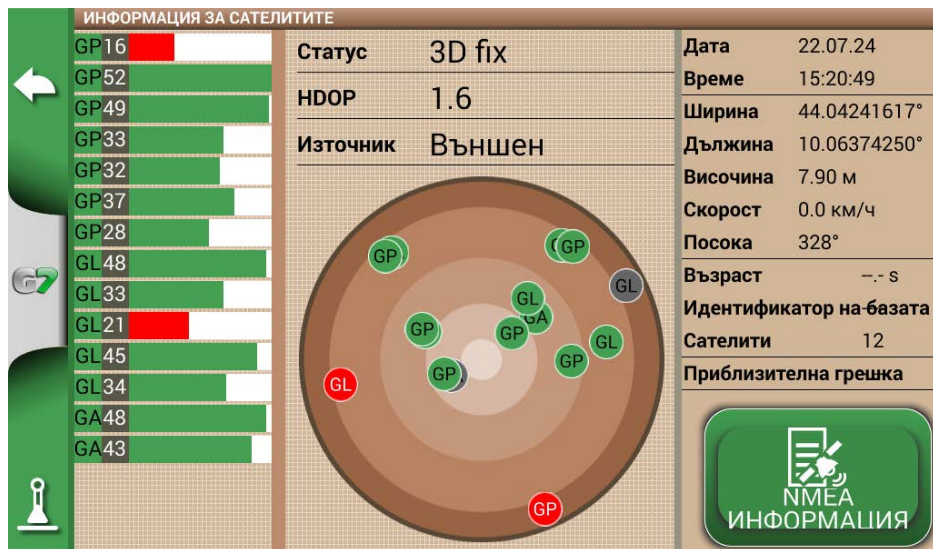 ИНФОРМАЦИЯ ЗА САТЕЛИТИТЕ
GP16
GP52
GP49
GP33
GP32
GP37
GP28
GL48
GL33
GL21
GL45
GL34
GA48
GA43
G7
Статус 3D fix
HDOP 1.6
Източник Външен
GP
GP
GL
GL
GA
GP
GP
GL
GP
GP
GL
GP
Дата 22.07.24
Време 15:20:49
Ширина 44.04241617°
Дължина 10.06374250°
Височина 7.90 м
Скорост 0.0 км/ч
Посока 328°
Възраст --.- s
Идентификатор на базата
Сателити 12
Приблизителна грешка
NMEA
ИНФОРМАЦИЯ